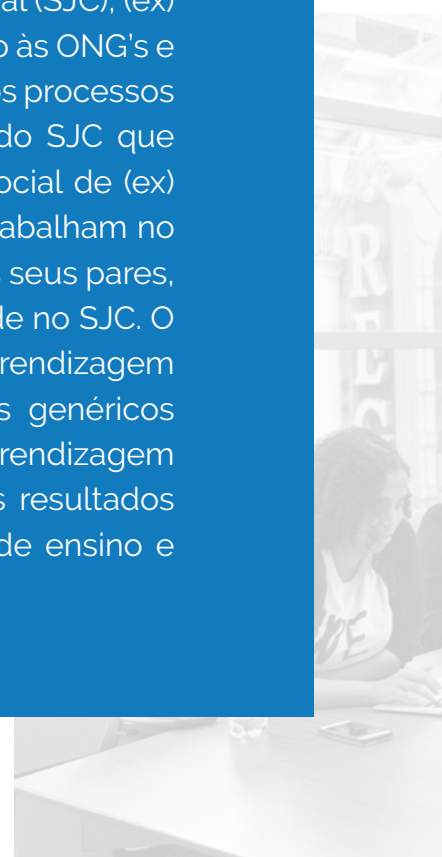 al (SJC), (ex)
o às ONG's e
os processos
do SJC que
ocial de (ex)
abalham no
s seus pares,
de no SJC. O
rendizagem
s genéricos
rendizagem
s resultados
de ensino e
REC